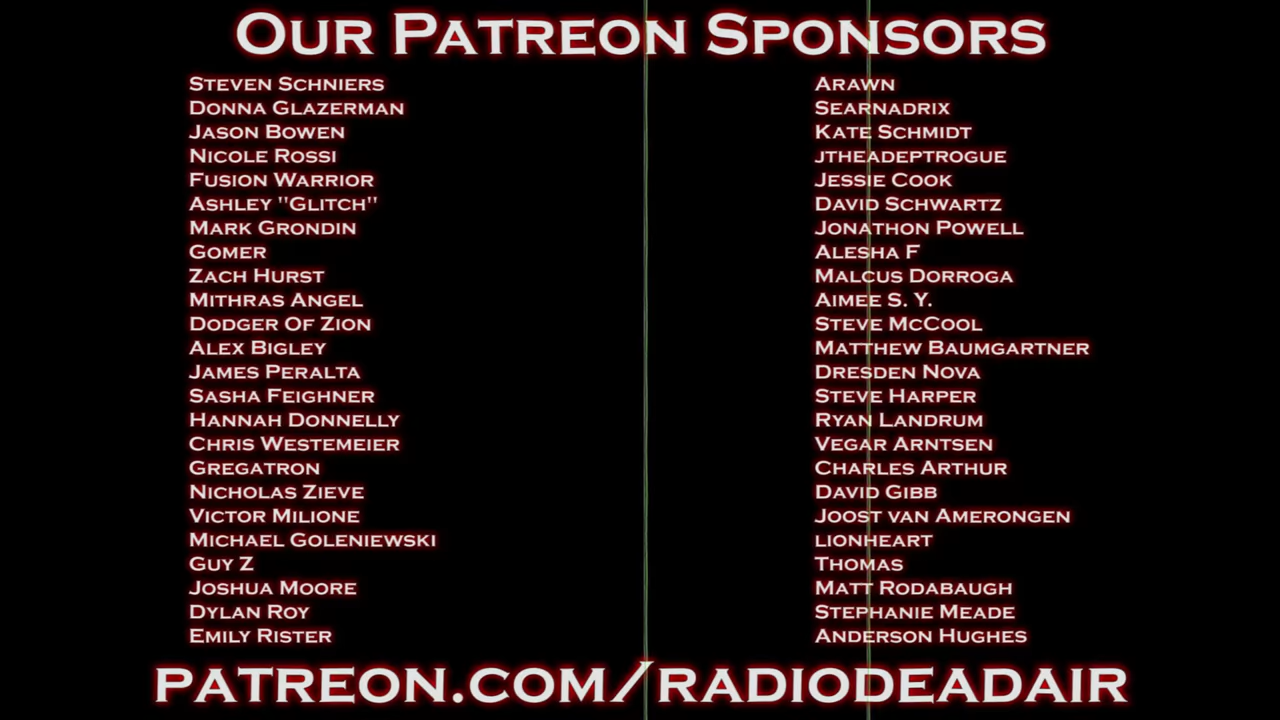 Our Patreon Sponsors
Steven Schniers
Donna Glazerman
Jason Bowen
Nicole Rossi
Fusion Warrior
Ashley "Glitch"
Mark Grondin
Gomer
Zach Hurst
Mithras Angel
Dodger Of Zion
Alex Bigley
James Peralta
Sasha Feighner
Hannah Donnelly
Chris Westemeier
Gregatron
Nicholas Zieve
Victor Milione
Michael Goleniewski
Guy Z
Joshua Moore
Dylan Roy
Emily Rister
Arawn
Searnadrix
Kate Schmidt
jtheadeptrogue
Jessie Cook
David Schwartz
Jonathon Powell
Alesha F
Malcus Dorroga
Aimee S. Y.
Steve McCool
Matthew Baumgartner
Dresden Nova
Steve Harper
Ryan Landrum
Vegar Arntsen
Charles Arthur
David Gibb
Joost van Amerongen
lionheart
Thomas
Matt Rodabaugh
Stephanie Meade
Anderson Hughes
patreon.com/radiodeadair